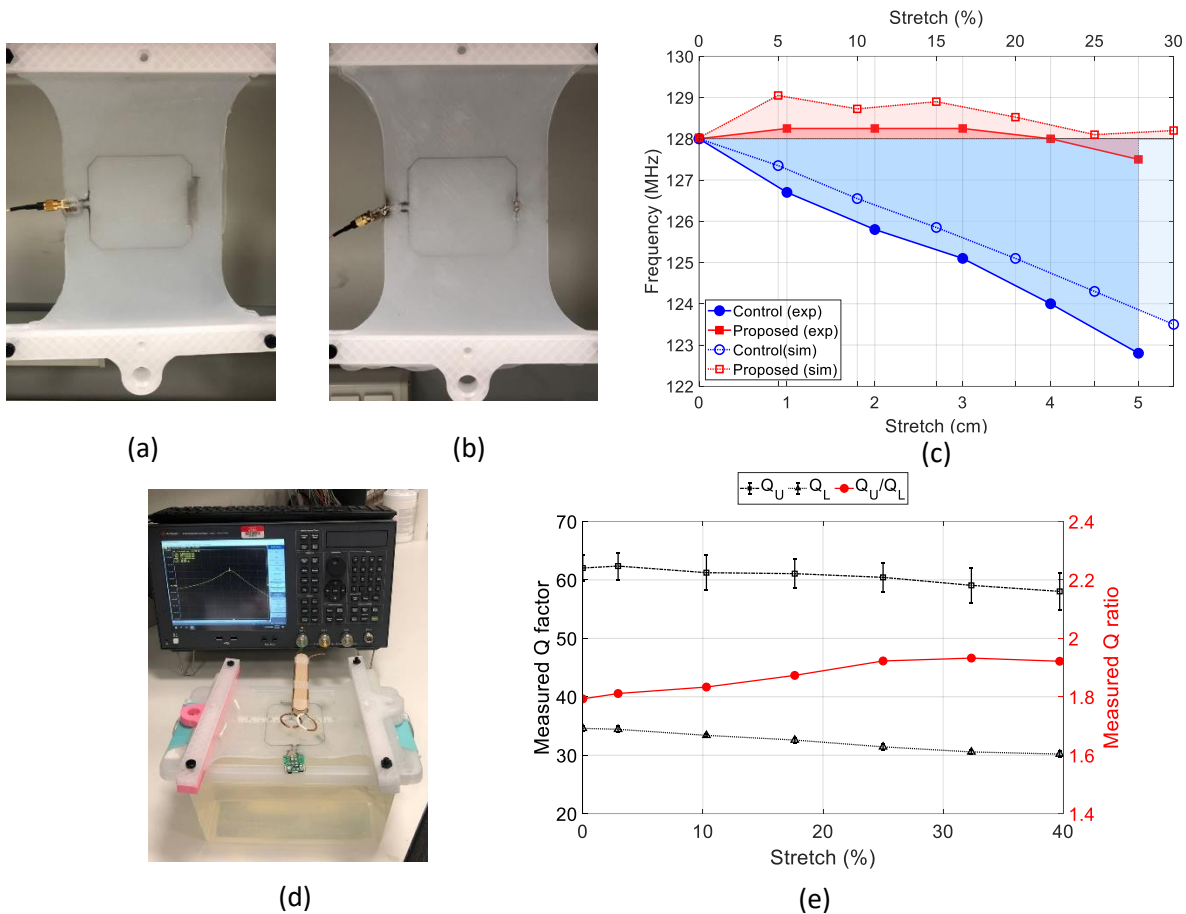 (a)
(b)
Stretch (%)
0 5 10 15 20 25 30
Frequency (MHz)
130
129
128
127
126
125
124
123
122
Control (exp)
Proposed (exp)
Control(sim)
Proposed (sim)
0 1 2 3 4 5
Stretch (cm)
(c)
(d)
Q_U Q_L Q_U/Q_L
Measured Q factor
70
60
50
40
30
20
2.4
2.2
2
1.8
1.6
1.4
Measured Q ratio
0 10 20 30 40
Stretch (%)
(e)